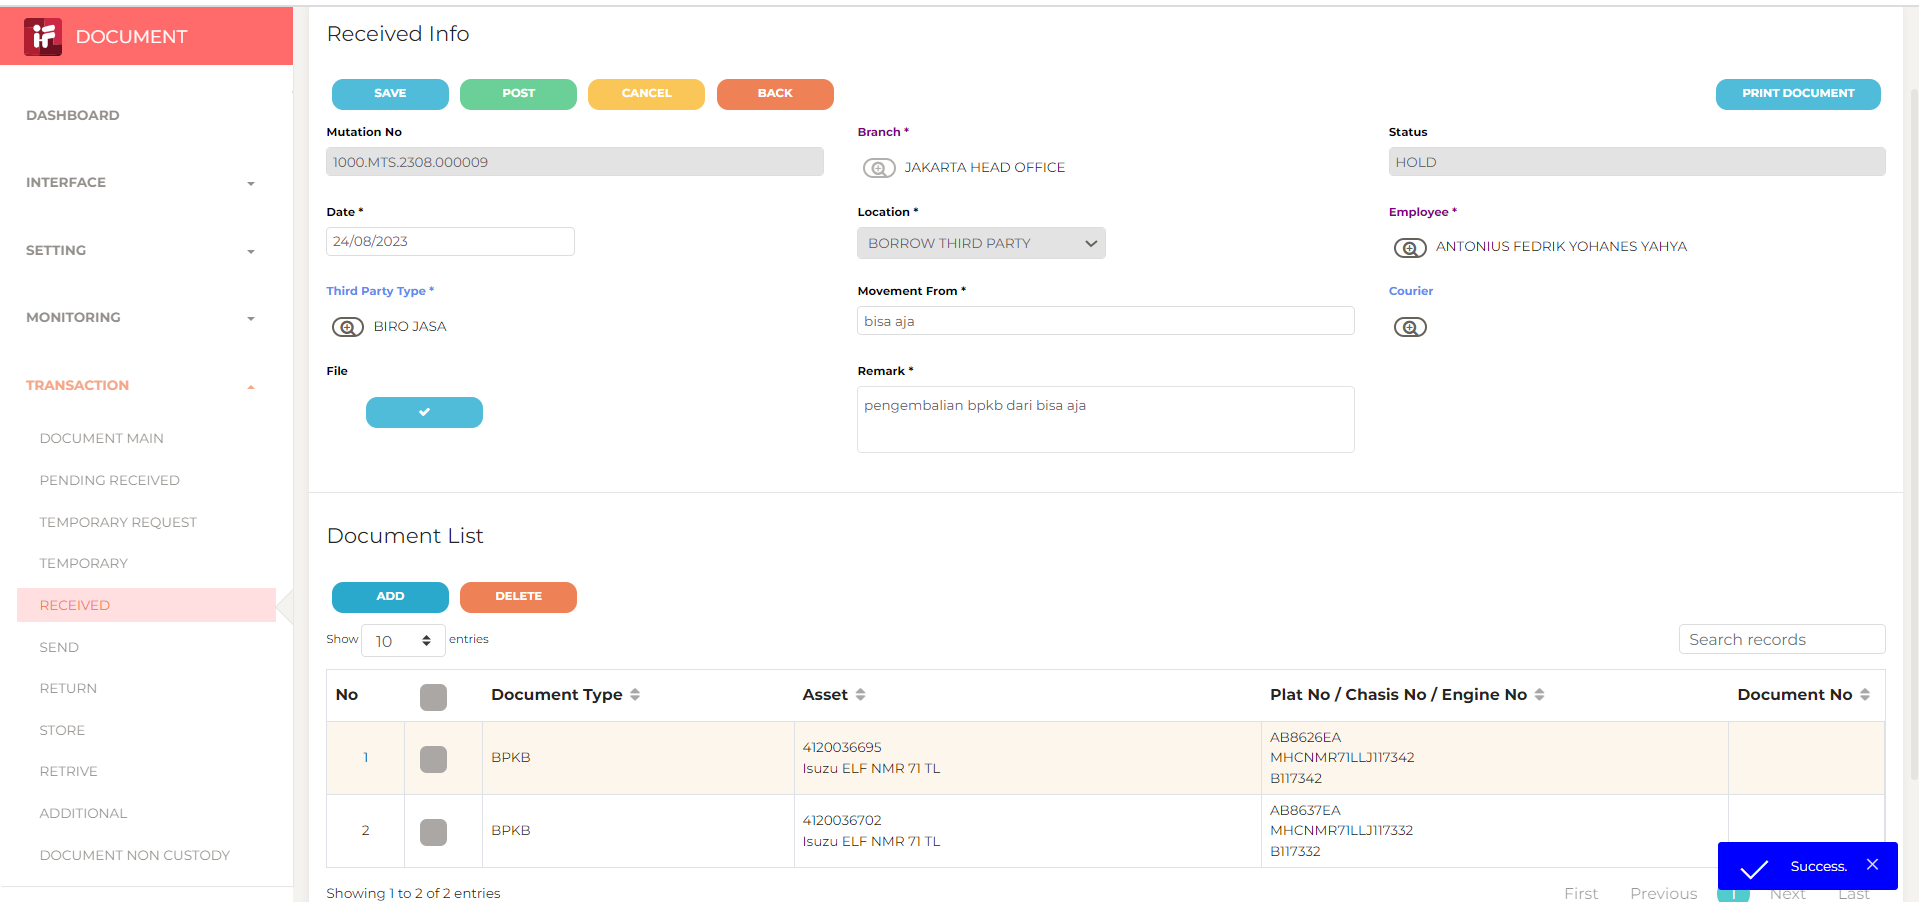 DOCUMENT
DASHBOARD
INTERFACE
SETTING
MONITORING
TRANSACTION
DOCUMENT MAIN
PENDING RECEIVED
TEMPORARY REQUEST
TEMPORARY
RECEIVED
SEND
RETURN
STORE
RETRIVE
ADDITIONAL
DOCUMENT NON CUSTODY
Received Info
SAVE POST CANCEL BACK PRINT DOCUMENT
Mutation No Branch * Status
1000.MTS.2308.000009 JAKARTA HEAD OFFICE HOLD
Date * Location * Employee *
24/08/2023 BORROW THIRD PARTY ANTONIUS FEDRIK YOHANES YAHYA
Third Party Type * Movement From * Courier
BIRO JASA bisa aja
File Remark *
pengembalian bpkb dari bisa aja
Document List
ADD DELETE
Show 10 entries Search records
No Document Type Asset Plat No / Chasis No / Engine No Document No
1 BPKB 4120036695 Isuzu ELF NMR 71 TL AB8626EA MHCNMR71LLJ117342 B117342
2 BPKB 4120036702 Isuzu ELF NMR 71 TL AB8637EA MHCNMR71LLJ117332 B117332
Success.
Showing 1 to 2 of 2 entries First Previous 1 Next Last